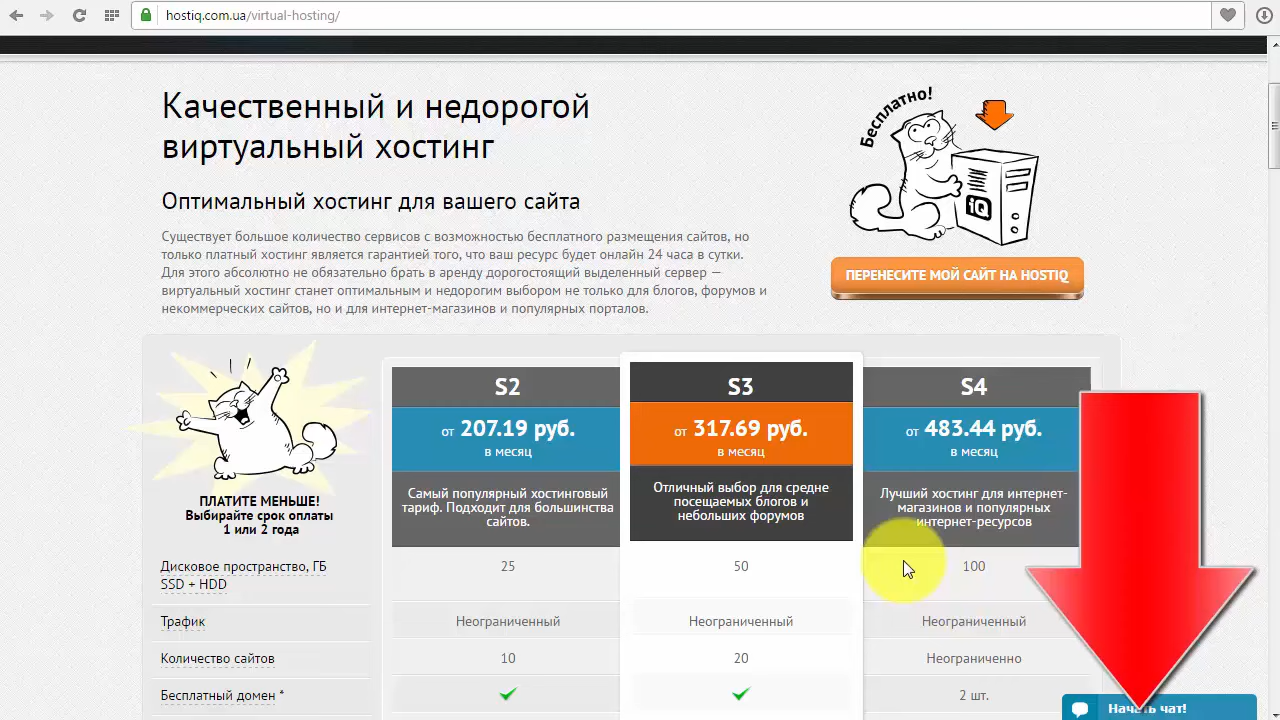 hostiq.com.ua/virtual-hosting/
Качественный и недорогой
виртуальный хостинг
Бесплатно!
iQ
Оптимальный хостинг для вашего сайта
Существует большое количество сервисов с возможностью бесплатного размещения сайтов, но
только платный хостинг является гарантией того, что ваш ресурс будет онлайн 24 часа в сутки.
Для этого абсолютно не обязательно брать в аренду дорогостоящий выделенный сервер —
виртуальный хостинг станет оптимальным и недорогим выбором не только для блогов, форумов и
некоммерческих сайтов, но и для интернет-магазинов и популярных порталов.
ПЕРЕНЕСИТЕ МОЙ САЙТ НА HOSTIQ
ПЛАТИТЕ МЕНЬШЕ!
Выбирайте срок оплаты
1 или 2 года
S2 S3 S4
от 207.19 руб. от 317.69 руб. от 483.44 руб.
в месяц в месяц в месяц
Самый популярный хостинговый
тариф. Подходит для большинства
сайтов.
Отличный выбор для средне
посещаемых блогов и
небольших форумов
Лучший хостинг для интернет-
магазинов и популярных
интернет-ресурсов
Дисковое пространство, ГБ 25 50 100
SSD + HDD
Трафик Неограниченный Неограниченный Неограниченный
Количество сайтов 10 20 Неограниченно
Бесплатный домен * 2 шт.
Начать чат!